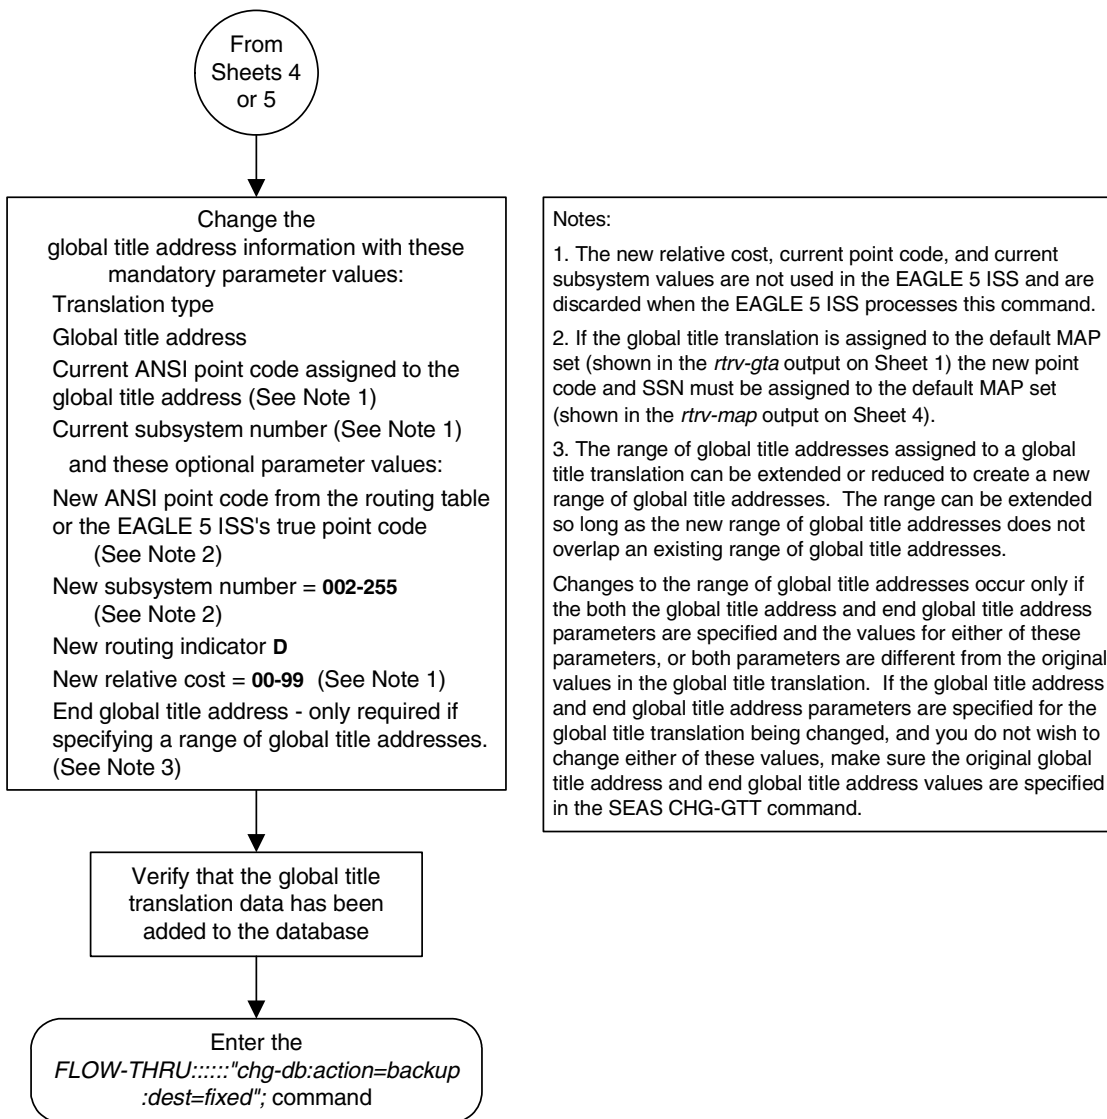 From
Sheets 4
or 5
Change the
global title address information with these
mandatory parameter values:
Translation type
Global title address
Current ANSI point code assigned to the
global title address (See Note 1)
Current subsystem number (See Note 1)
and these optional parameter values:
New ANSI point code from the routing table
or the EAGLE 5 ISS's true point code
(See Note 2)
New subsystem number = 002-255
(See Note 2)
New routing indicator D
New relative cost = 00-99 (See Note 1)
End global title address - only required if
specifying a range of global title addresses.
(See Note 3)
Notes:
1. The new relative cost, current point code, and current
subsystem values are not used in the EAGLE 5 ISS and are
discarded when the EAGLE 5 ISS processes this command.
2. If the global title translation is assigned to the default MAP
set (shown in the rtrv-gta output on Sheet 1) the new point
code and SSN must be assigned to the default MAP set
(shown in the rtrv-map output on Sheet 4).
3. The range of global title addresses assigned to a global
title translation can be extended or reduced to create a new
range of global title addresses. The range can be extended
so long as the new range of global title addresses does not
overlap an existing range of global title addresses.
Changes to the range of global title addresses occur only if
the both the global title address and end global title address
parameters are specified and the values for either of these
parameters, or both parameters are different from the original
values in the global title translation. If the global title address
and end global title address parameters are specified for the
global title translation being changed, and you do not wish to
change either of these values, make sure the original global
title address and end global title address values are specified
in the SEAS CHG-GTT command.
Verify that the global title
translation data has been
added to the database
Enter the
FLOW-THRU::::::"chg-db:action=backup
:dest=fixed"; command